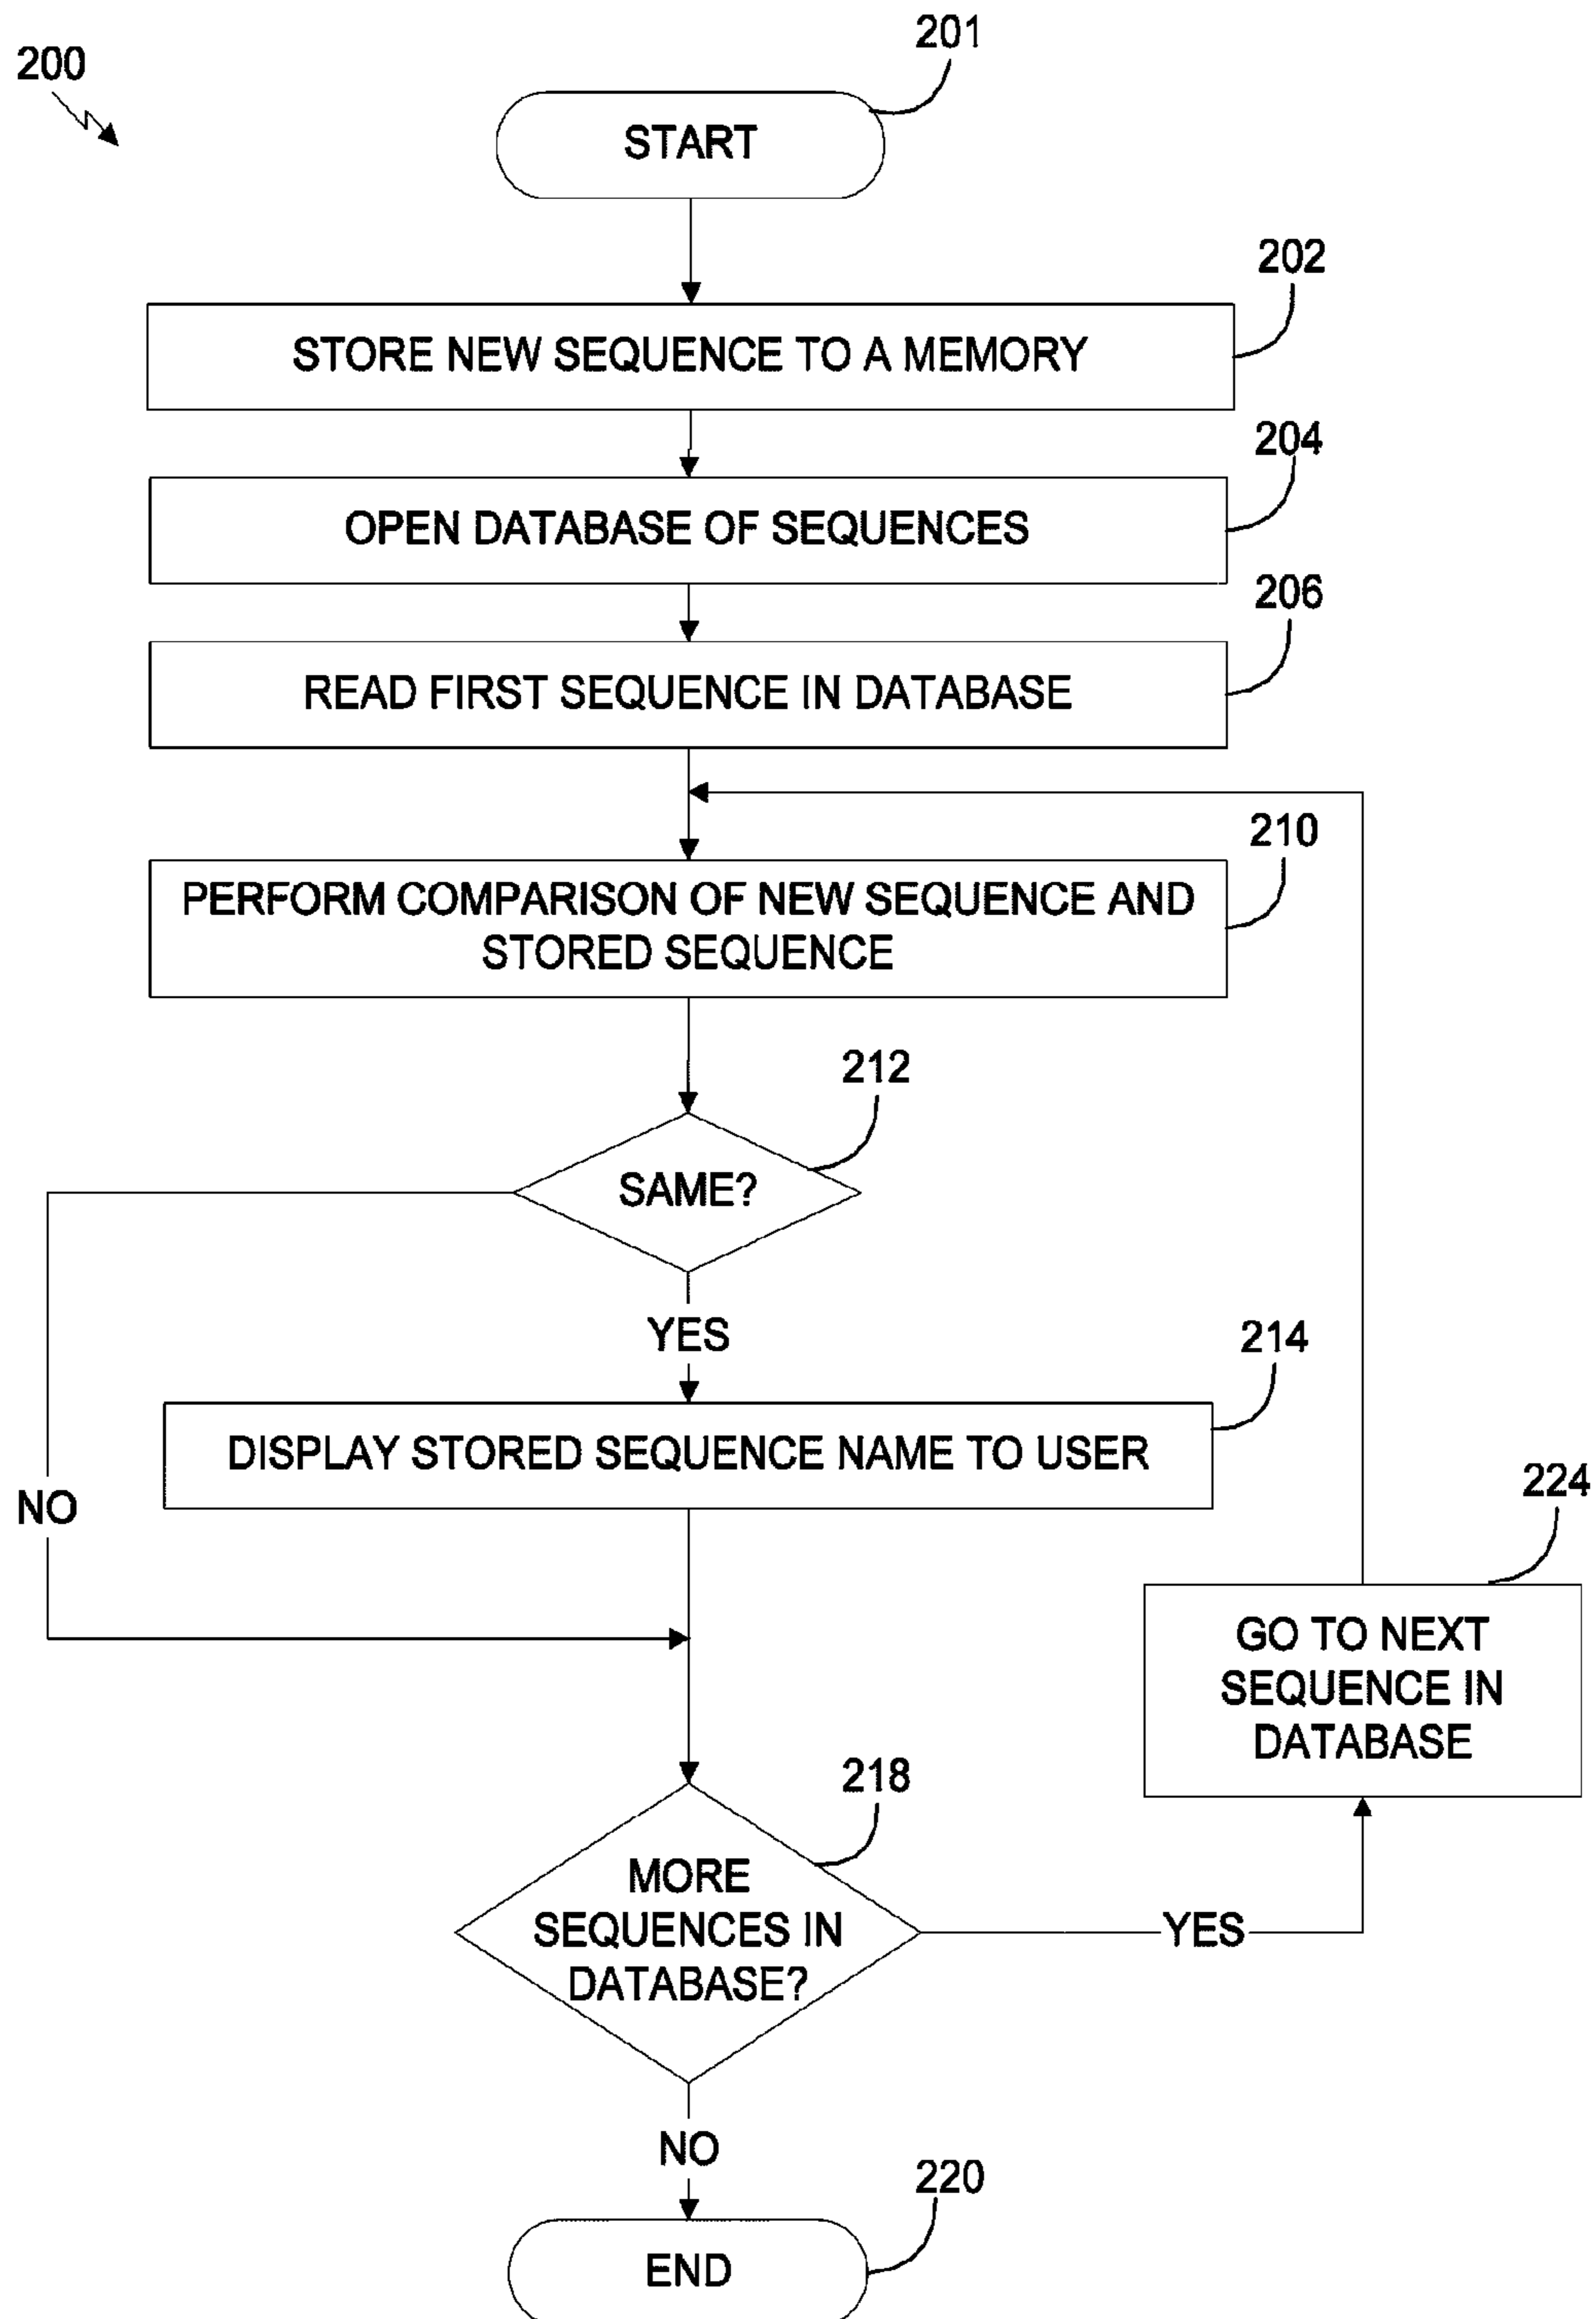 200
201
START
202
STORE NEW SEQUENCE TO A MEMORY
204
OPEN DATABASE OF SEQUENCES
206
READ FIRST SEQUENCE IN DATABASE
210
PERFORM COMPARISON OF NEW SEQUENCE AND
STORED SEQUENCE
212
SAME?
YES
214
DISPLAY STORED SEQUENCE NAME TO USER
NO
224
GO TO NEXT
SEQUENCE IN
DATABASE
218
MORE
SEQUENCES IN
DATABASE?
YES
NO
220
END